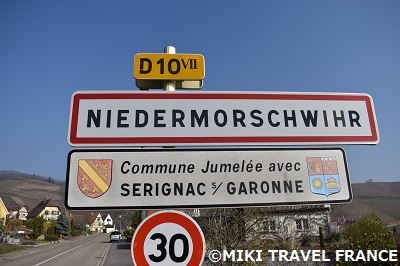 D10VII
NIEDERMORSCHWIHR
Commune Jumelée avec
SERIGNAC S/ GARONNE
30
©MIKI TRAVEL FRANCE